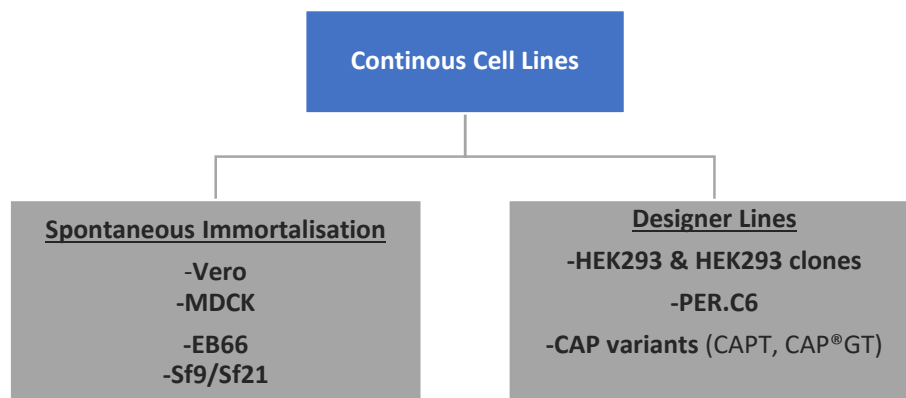 Continous Cell Lines
Spontaneous Immortalisation
-Vero
-MDCK
-EB66
-Sf9/Sf21
Designer Lines
-HEK293 & HEK293 clones
-PER.C6
-CAP variants (CAPT, CAP®GT)